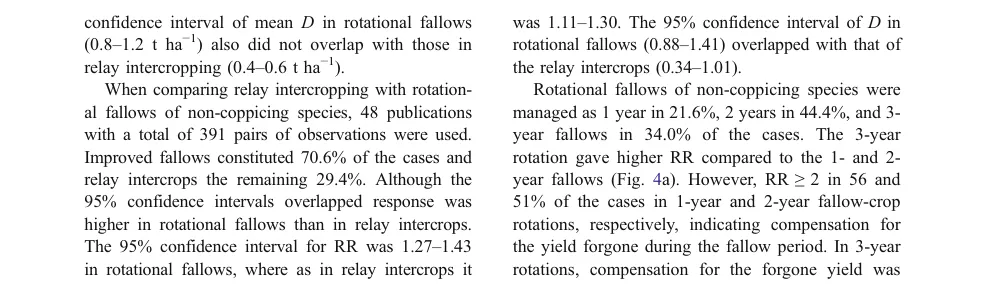 confidence interval of mean D in rotational fallows
(0.8–1.2 t ha⁻¹) also did not overlap with those in
relay intercropping (0.4–0.6 t ha⁻¹).
When comparing relay intercropping with rotation-
al fallows of non-coppicing species, 48 publications
with a total of 391 pairs of observations were used.
Improved fallows constituted 70.6% of the cases and
relay intercrops the remaining 29.4%. Although the
95% confidence intervals overlapped response was
higher in rotational fallows than in relay intercrops.
The 95% confidence interval for RR was 1.27–1.43
in rotational fallows, where as in relay intercrops it
was 1.11–1.30. The 95% confidence interval of D in
rotational fallows (0.88–1.41) overlapped with that of
the relay intercrops (0.34–1.01).
Rotational fallows of non-coppicing species were
managed as 1 year in 21.6%, 2 years in 44.4%, and 3-
year fallows in 34.0% of the cases. The 3-year
rotation gave higher RR compared to the 1- and 2-
year fallows (Fig. 4a). However, RR ≥ 2 in 56 and
51% of the cases in 1-year and 2-year fallow-crop
rotations, respectively, indicating compensation for
the yield forgone during the fallow period. In 3-year
rotations, compensation for the forgone yield was